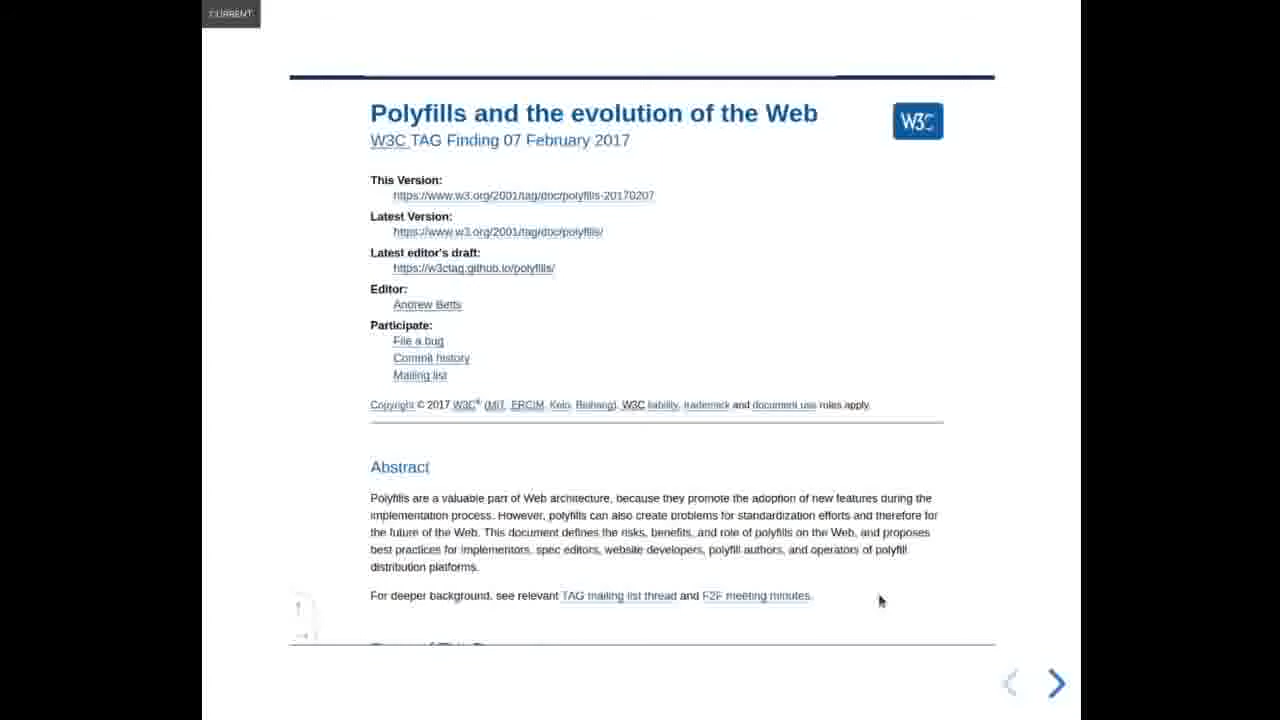 CURRENT
Polyfills and the evolution of the Web
W3C
W3C TAG Finding 07 February 2017
This Version:
https://www.w3.org/2001/tag/doc/polyfills-20170207
Latest Version:
https://www.w3.org/2001/tag/doc/polyfills/
Latest editor's draft:
https://w3ctag.github.io/polyfills/
Editor:
Andrew Betts
Participate:
File a bug
Commit history
Mailing list
Copyright © 2017 W3C® (MIT, ERCIM, Keio, Beihang). W3C liability, trademark and document use rules apply.
Abstract
Polyfills are a valuable part of Web architecture, because they promote the adoption of new features during the
implementation process. However, polyfills can also create problems for standardization efforts and therefore for
the future of the Web. This document defines the risks, benefits, and role of polyfills on the Web, and proposes
best practices for implementors, spec editors, website developers, polyfill authors, and operators of polyfill
distribution platforms.
For deeper background, see relevant TAG mailing list thread and F2F meeting minutes.